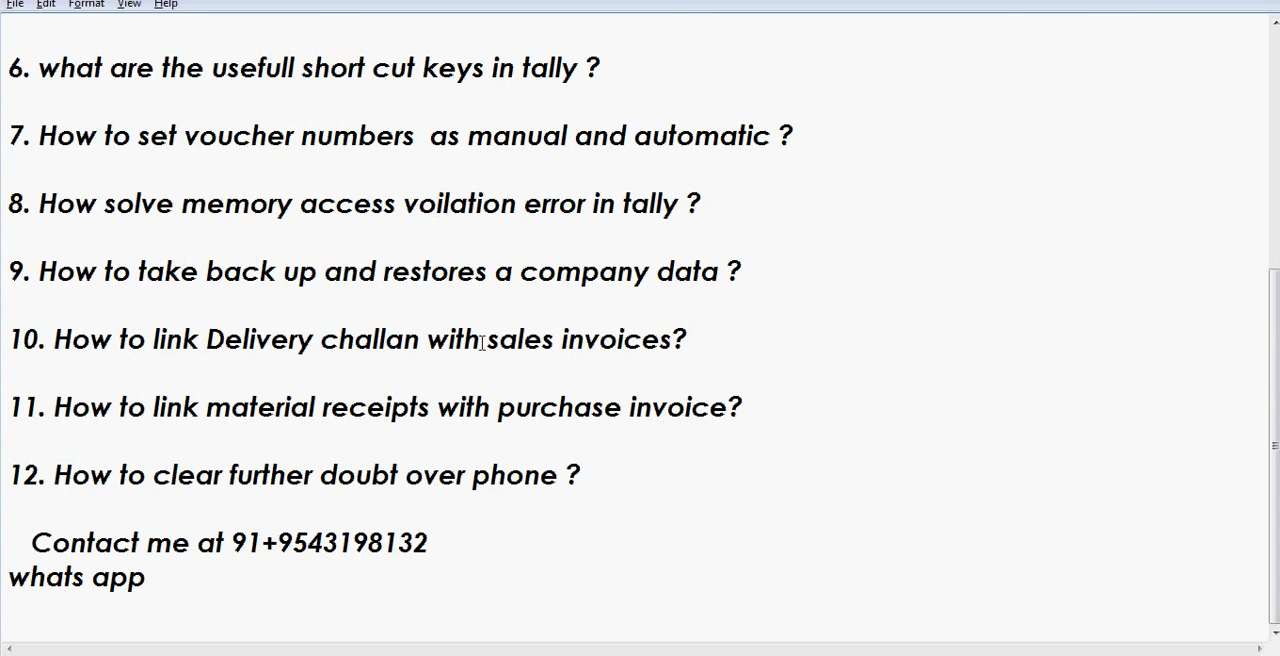 File Edit Format View Help
6. what are the usefull short cut keys in tally ?
7. How to set voucher numbers  as manual and automatic ?
8. How solve memory access voilation error in tally ?
9. How to take back up and restores a company data ?
10. How to link Delivery challan with sales invoices?
11. How to link material receipts with purchase invoice?
12. How to clear further doubt over phone ?
Contact me at 91+9543198132
whats app